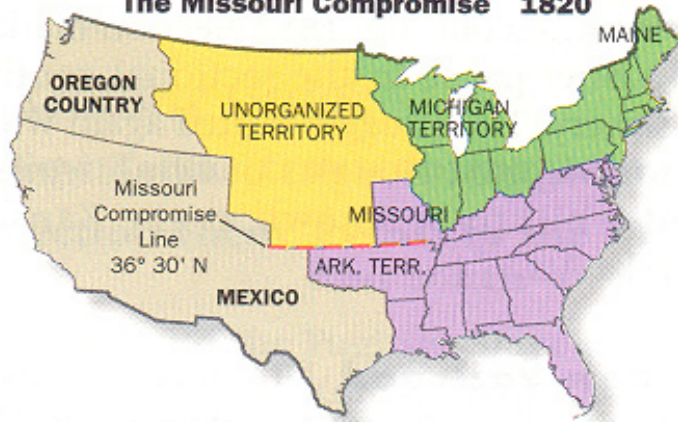 The Missouri Compromise 1820
MAINE
OREGON
COUNTRY
UNORGANIZED
TERRITORY
MICHIGAN
TERRITORY
Missouri
Compromise
Line
36° 30' N
MISSOURI
ARK. TERR.
MEXICO